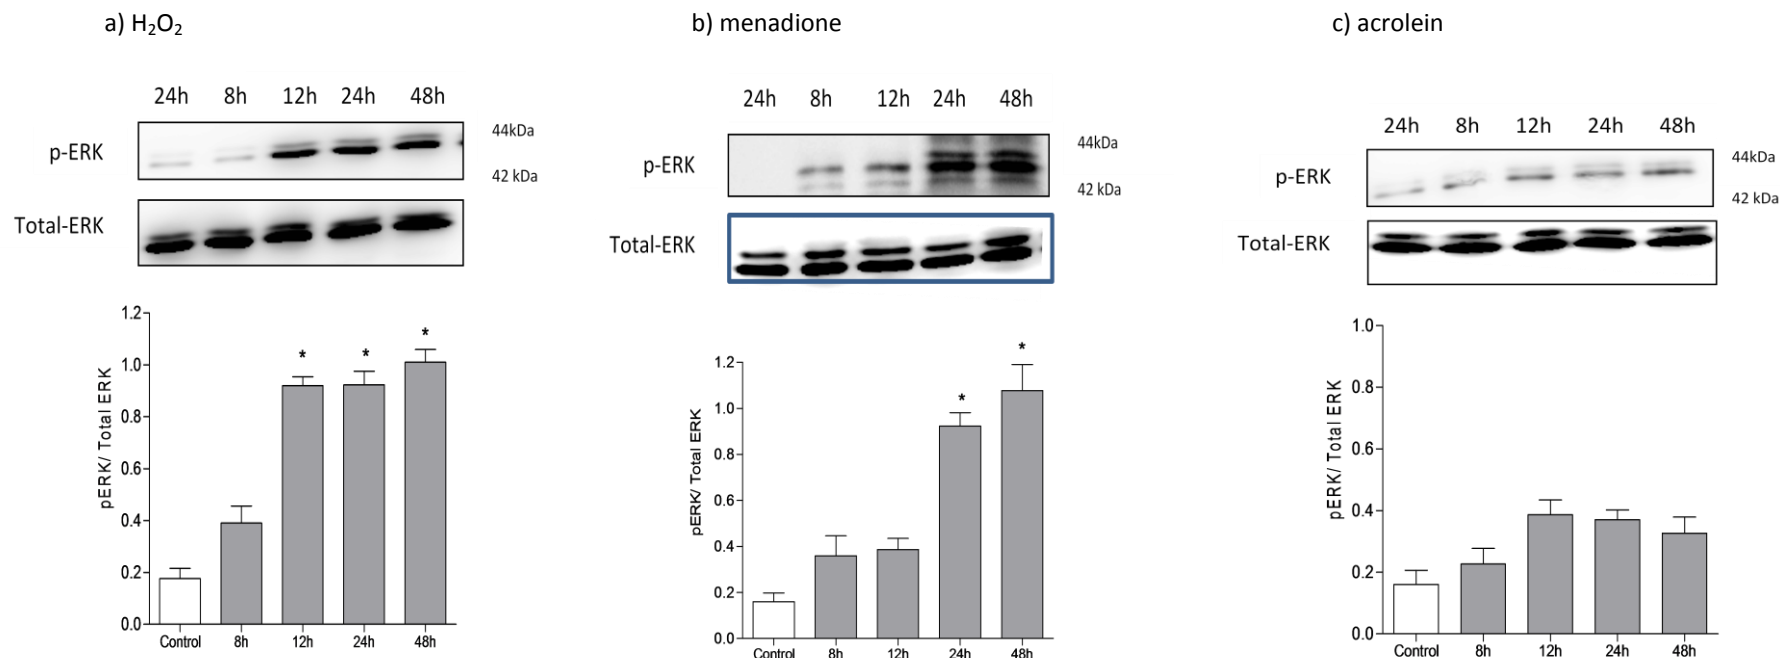 a) H₂O₂
24h 8h 12h 24h 48h
p-ERK
44kDa
42 kDa
Total-ERK
pERK/ Total ERK
1.2
1.0
0.8
0.6
0.4
0.2
0.0
* * *
Control 8h 12h 24h 48h
b) menadione
24h 8h 12h 24h 48h
p-ERK
44kDa
42 kDa
Total-ERK
pERK/ Total ERK
1.2
1.0
0.8
0.6
0.4
0.2
0.0
* *
Control 8h 12h 24h 48h
c) acrolein
24h 8h 12h 24h 48h
p-ERK
44kDa
42 kDa
Total-ERK
pERK/ Total ERK
1.0
0.8
0.6
0.4
0.2
0.0
Control 8h 12h 24h 48h